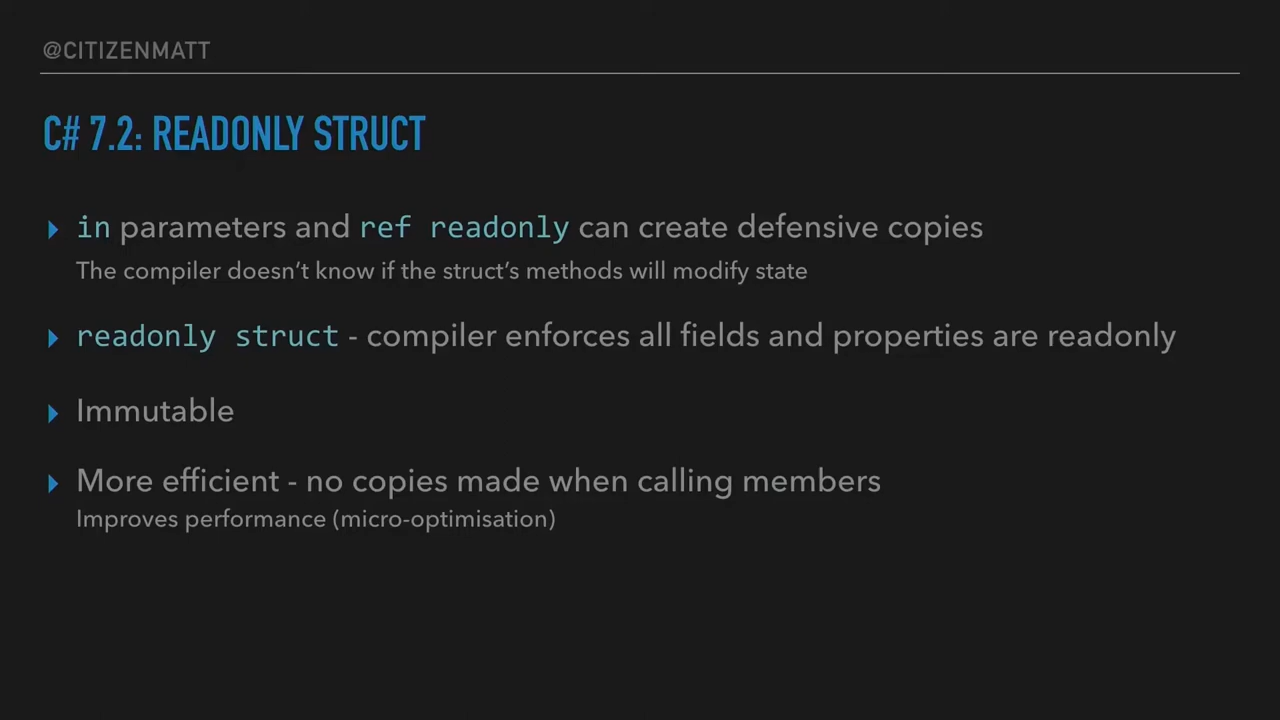 @CITIZENMATT
C# 7.2: READONLY STRUCT
in parameters and ref readonly can create defensive copies
The compiler doesn’t know if the struct’s methods will modify state
readonly struct - compiler enforces all fields and properties are readonly
Immutable
More efficient - no copies made when calling members
Improves performance (micro-optimisation)